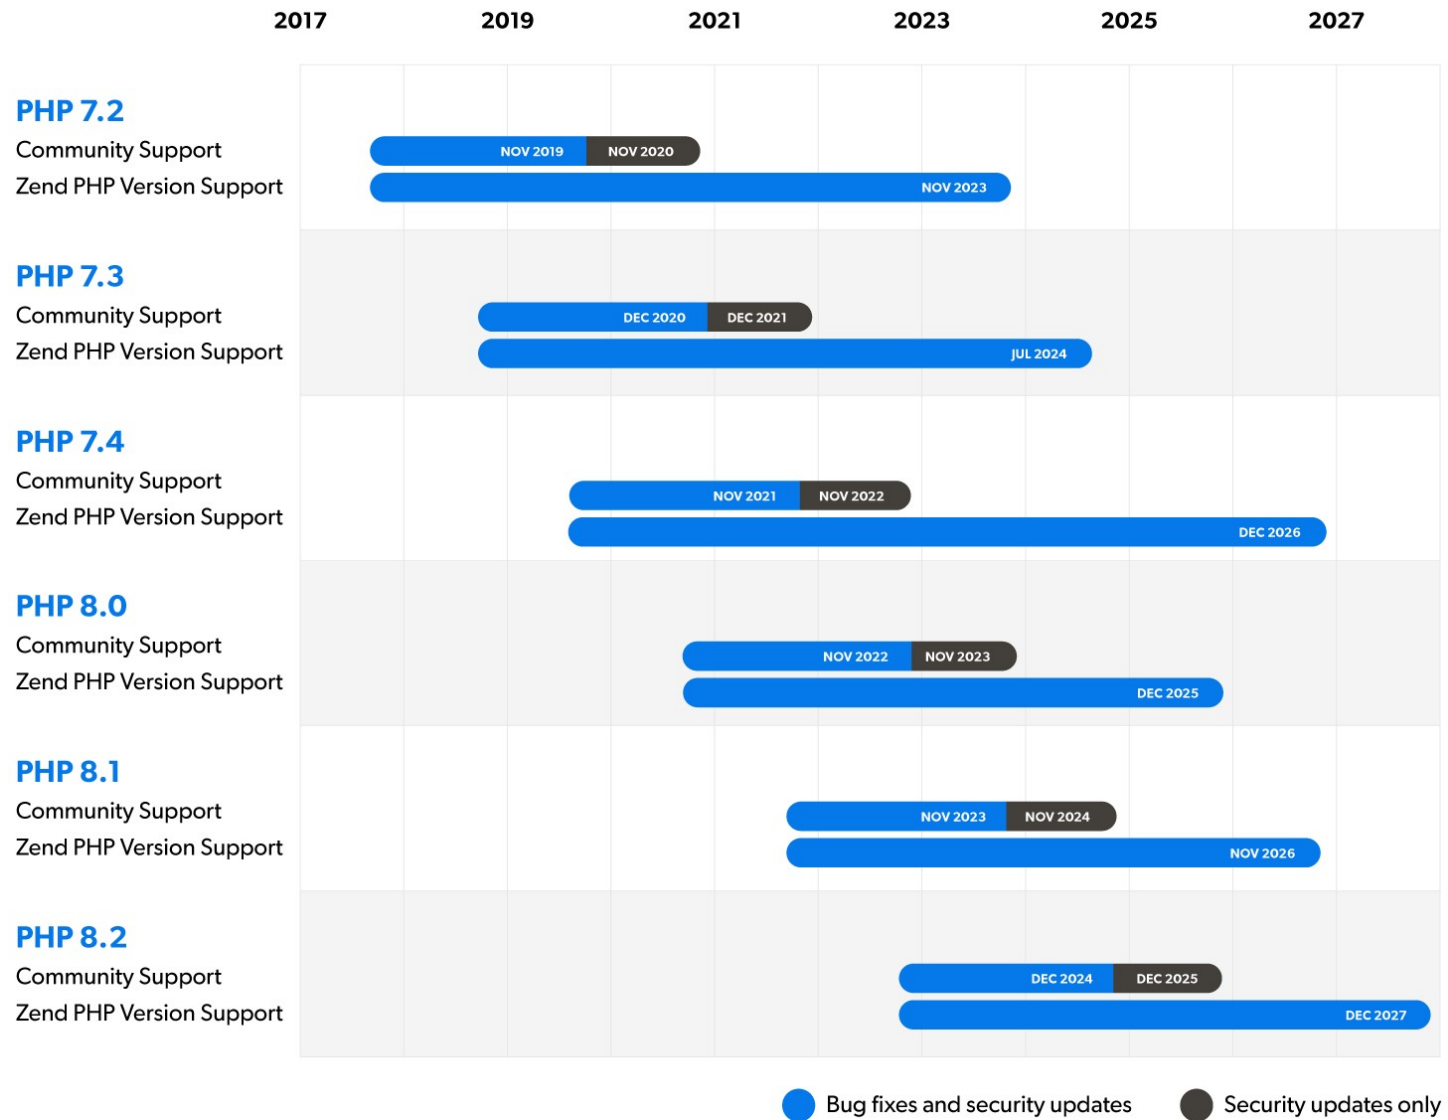 2017 2019 2021 2023 2025 2027
PHP 7.2
Community Support
NOV 2019 NOV 2020
Zend PHP Version Support
NOV 2023
PHP 7.3
Community Support
DEC 2020 DEC 2021
Zend PHP Version Support
JUL 2024
PHP 7.4
Community Support
NOV 2021 NOV 2022
Zend PHP Version Support
DEC 2026
PHP 8.0
Community Support
NOV 2022 NOV 2023
Zend PHP Version Support
DEC 2025
PHP 8.1
Community Support
NOV 2023 NOV 2024
Zend PHP Version Support
NOV 2026
PHP 8.2
Community Support
DEC 2024 DEC 2025
Zend PHP Version Support
DEC 2027
Bug fixes and security updates Security updates only